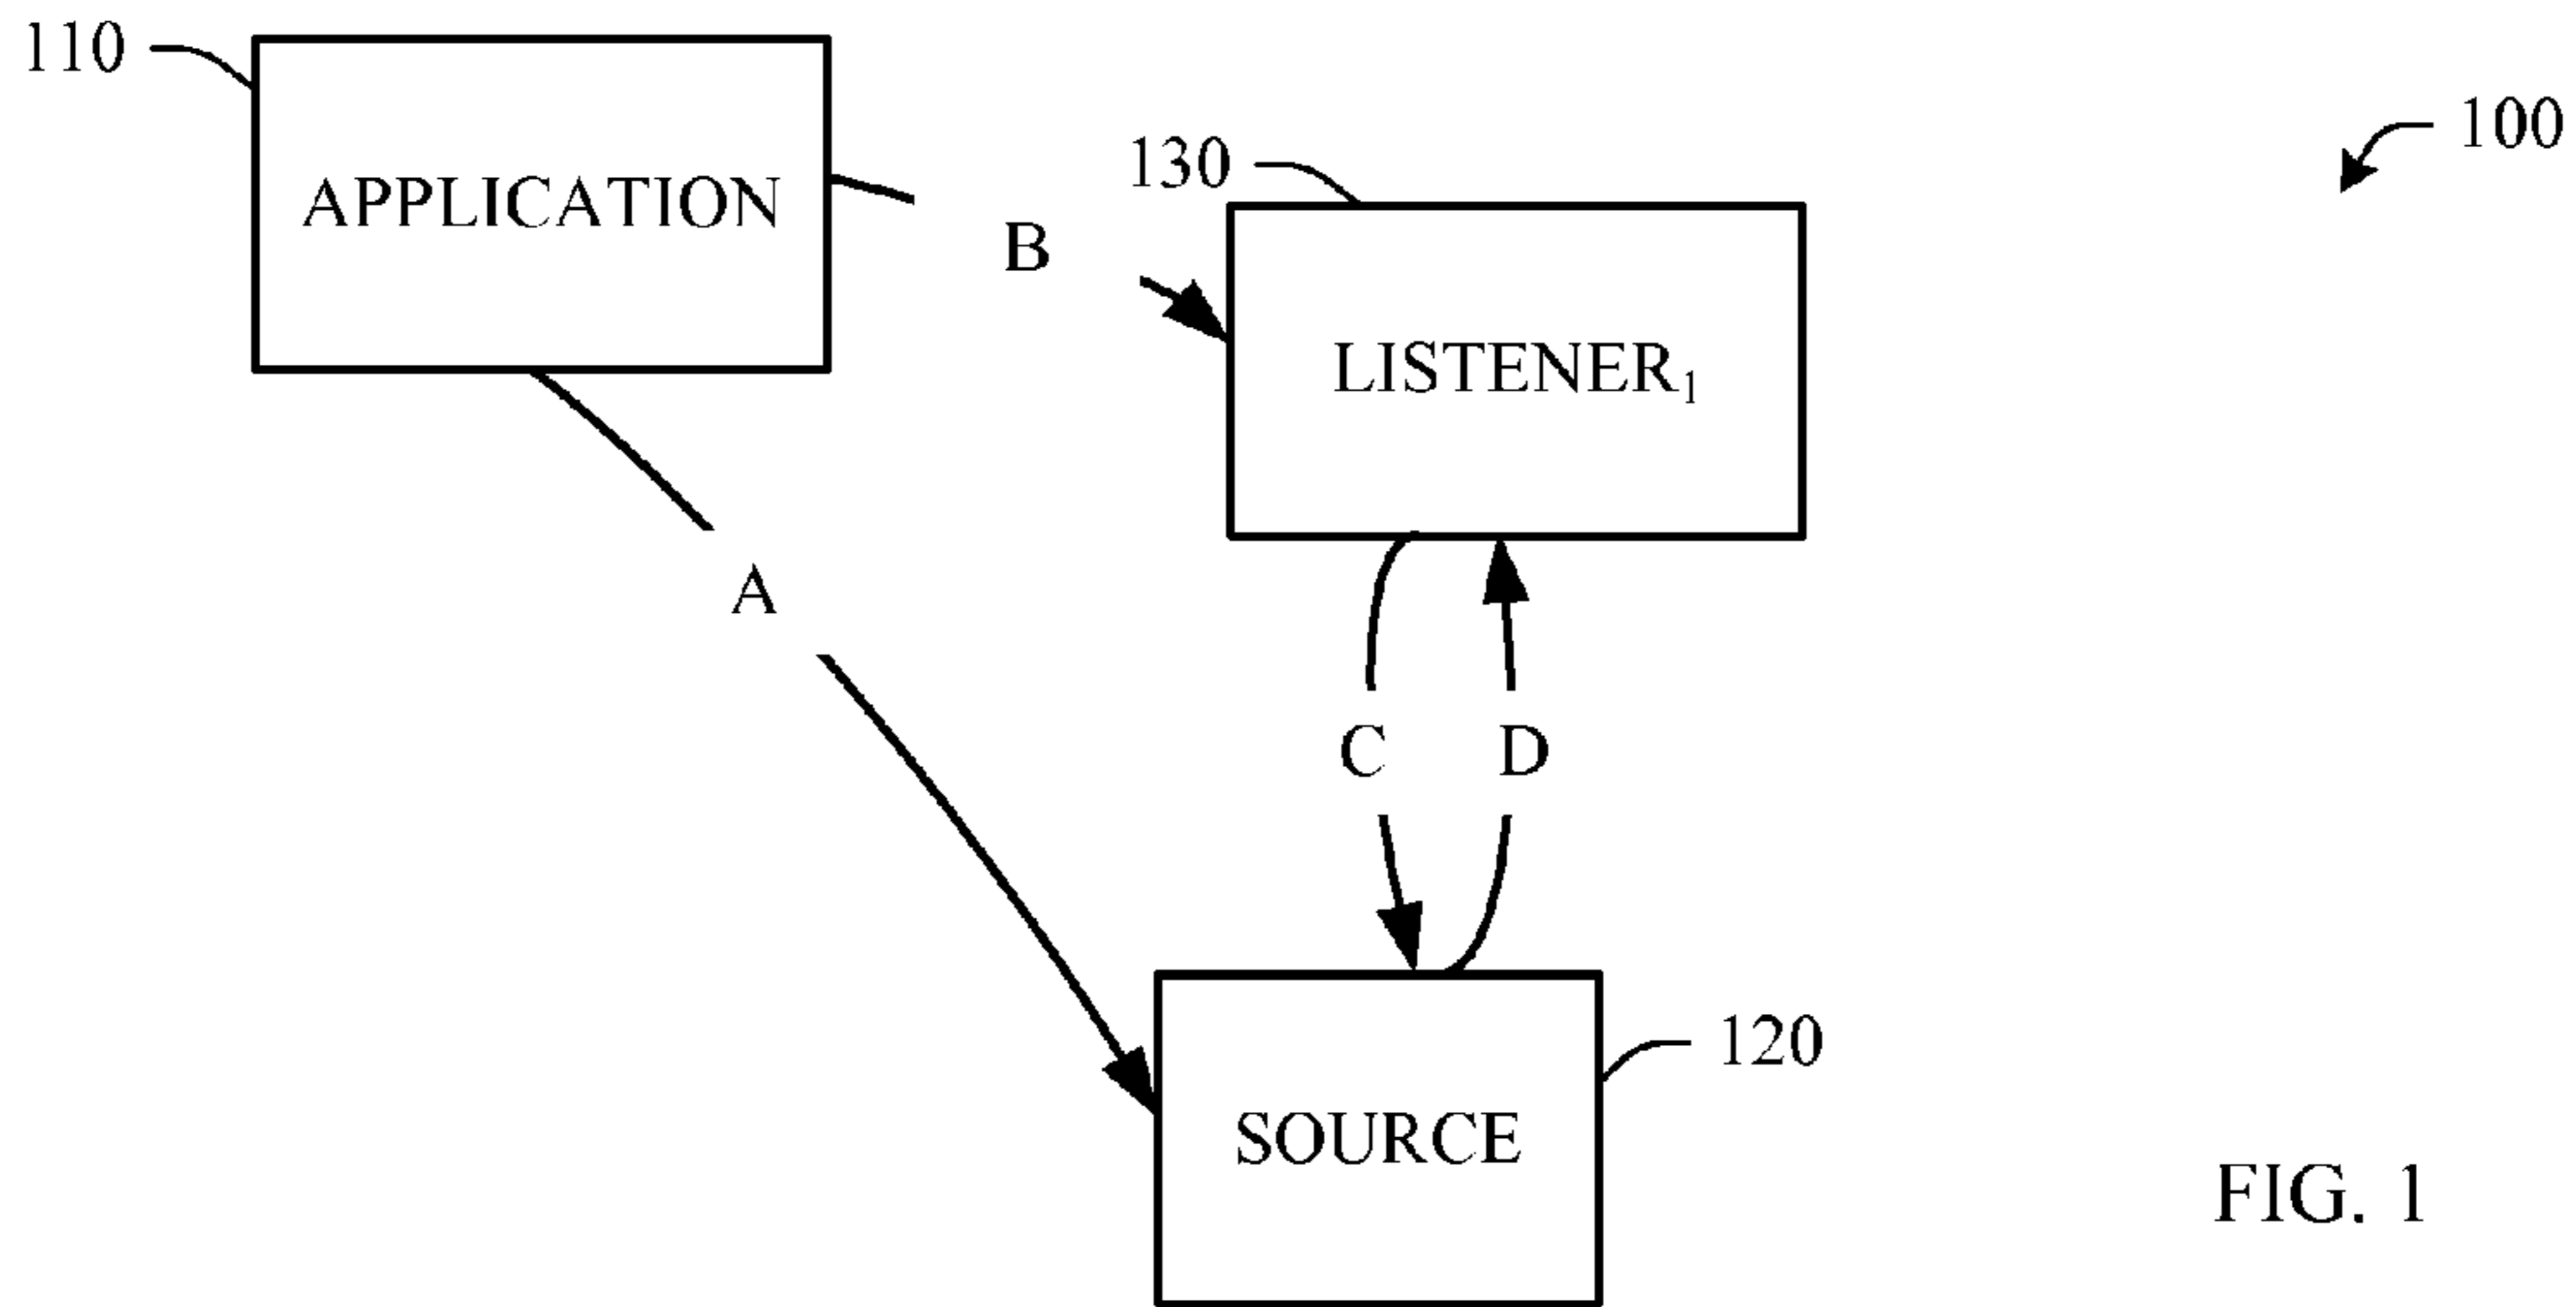 110
APPLICATION
B
130
100
LISTENER₁
A
C
D
120
SOURCE
FIG. 1